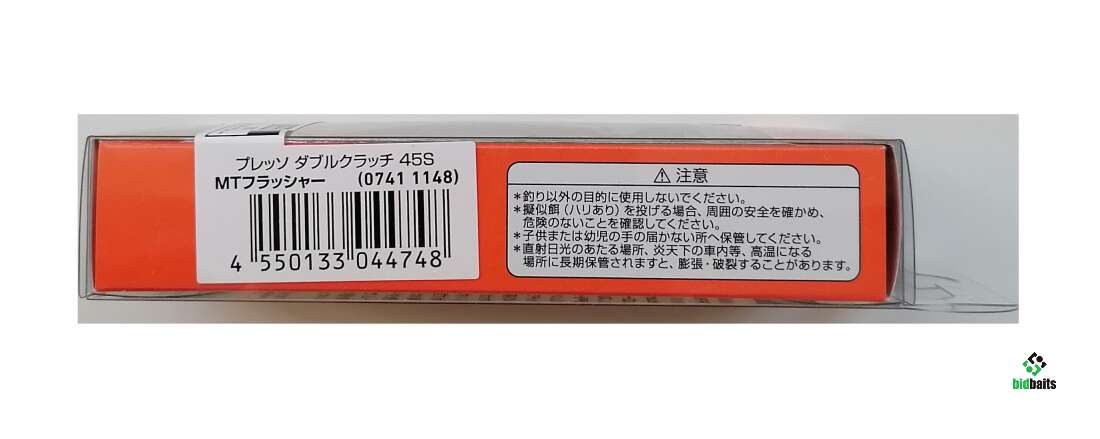 プレッソ ダブルクラッチ 45S
MTフラッシャー (0741 1148)
4 550133 044748
⚠ 注意
*釣り以外の目的に使用しないでください。
*擬似餌(ハリあり)を投げる場合、周囲の安全を確かめ、
危険のないことを確認してください。
*子供または幼児の手の届かない所へ保管してください。
*直射日光のあたる場所、炎天下の車内等、高温になる
場所に長期保管されますと、膨張・破裂することがあります。
bidbaits